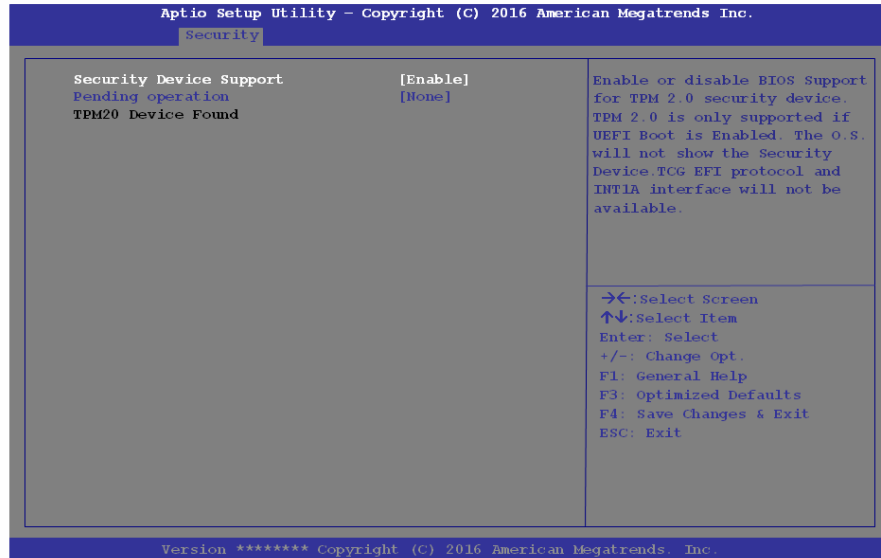 Aptio Setup Utility – Copyright (C) 2016 American Megatrends Inc.
Security
Security Device Support [Enable]
Pending operation [None]
TPM20 Device Found
Enable or disable BIOS Support
for TPM 2.0 security device.
TPM 2.0 is only supported if
UEFI Boot is Enabled. The O.S.
will not show the Security
Device.TCG EFI protocol and
INT1A interface will not be
available.
→←:Select Screen
↑↓:Select Item
Enter: Select
+/-: Change Opt.
F1: General Help
F3: Optimized Defaults
F4: Save Changes & Exit
ESC: Exit
Version ******** Copyright (C) 2016 American Megatrends. Inc.